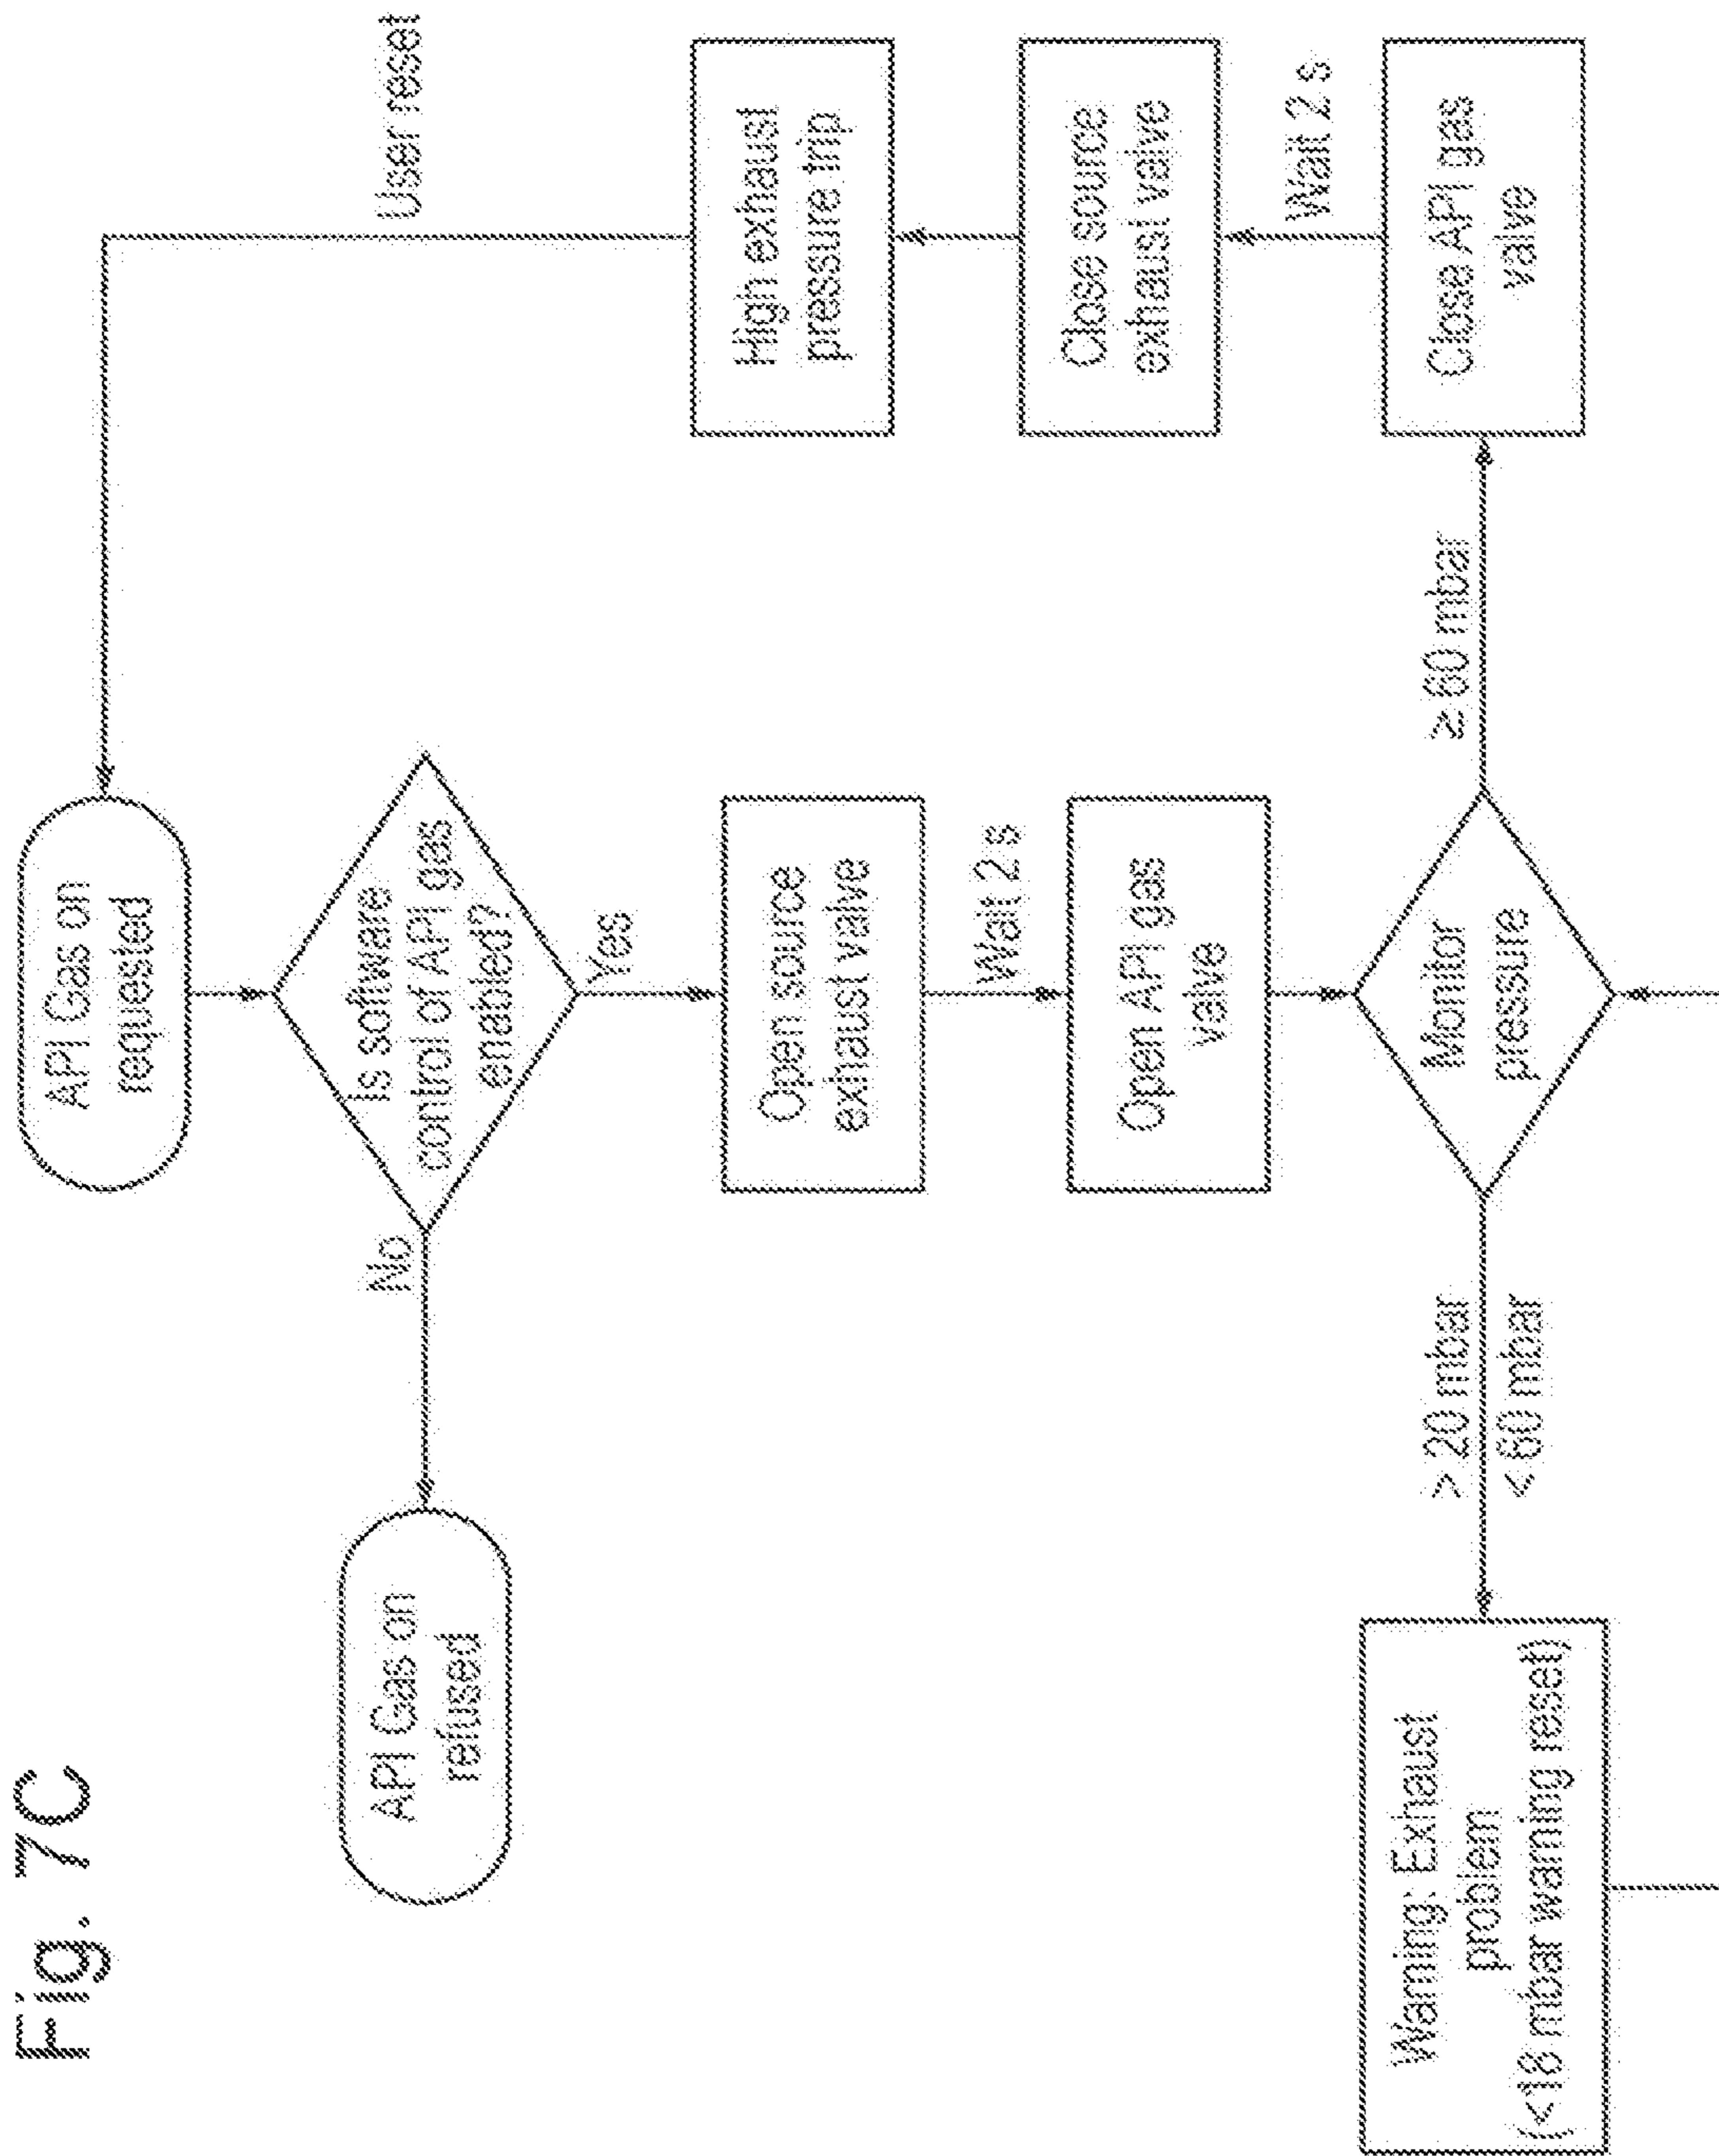 Fig. 7C
API Gas on
requested
User reset
Is software
control of API gas
enabled?
No
Yes
API Gas on
refused
Open source
exhaust valve
High exhaust
pressure trip
Wait 2 s
Open API gas
valve
Close source
exhaust valve
Wait 2 s
Monitor
pressure
> 20 mbar
< 60 mbar
≥ 60 mbar
Close API gas
valve
Warning: Exhaust
problem
(<18 mbar warning reset)